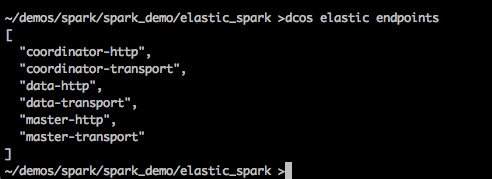 ~/demos/spark/spark_demo/elastic_spark >dcos elastic endpoints
[
  "coordinator-http",
  "coordinator-transport",
  "data-http",
  "data-transport",
  "master-http",
  "master-transport"
]
~/demos/spark/spark_demo/elastic_spark >